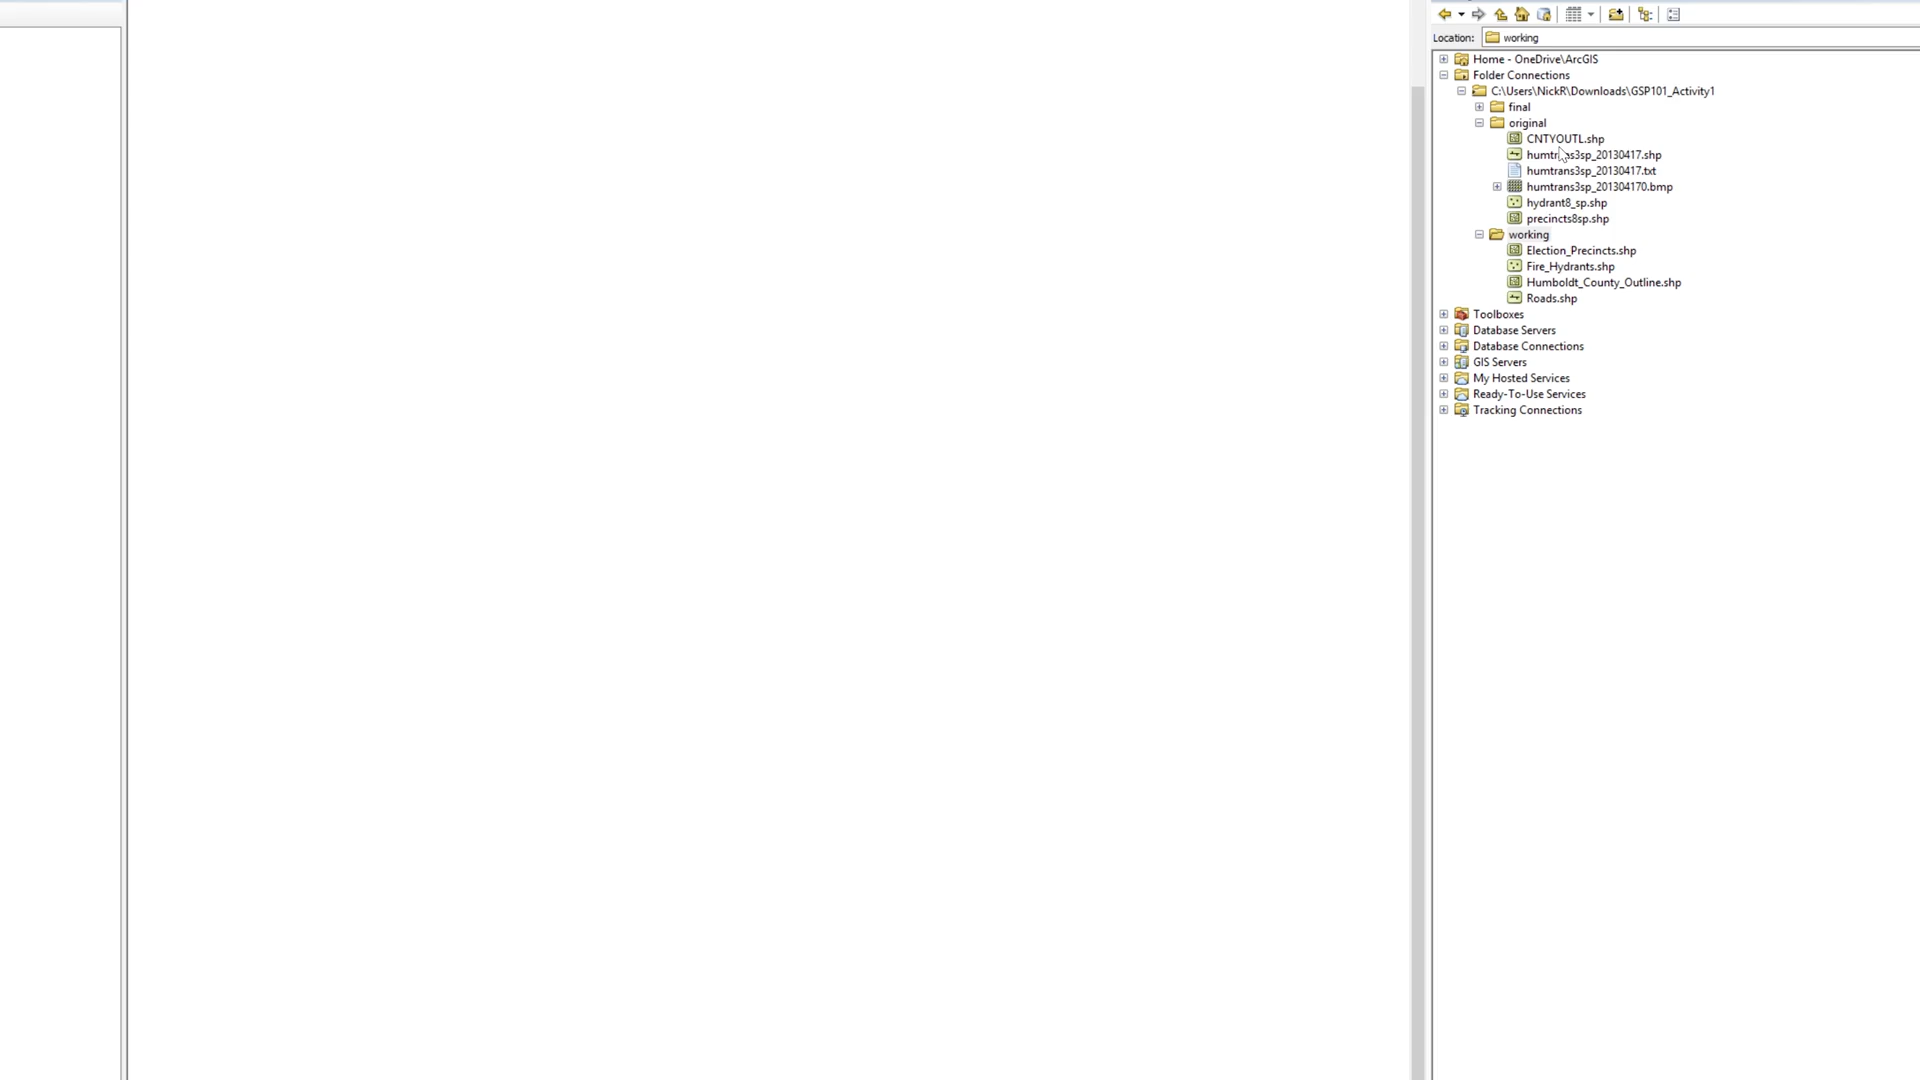 Location: working
Home - OneDrive\ArcGIS
Folder Connections
C:\Users\NickR\Downloads\GSP101_Activity1
final
original
CNTYOUTL.shp
humtrans3sp_20130417.shp
humtrans3sp_20130417.txt
humtrans3sp_201304170.bmp
hydrant8_sp.shp
precincts8sp.shp
working
Election_Precincts.shp
Fire_Hydrants.shp
Humboldt_County_Outline.shp
Roads.shp
Toolboxes
Database Servers
Database Connections
GIS Servers
My Hosted Services
Ready-To-Use Services
Tracking Connections